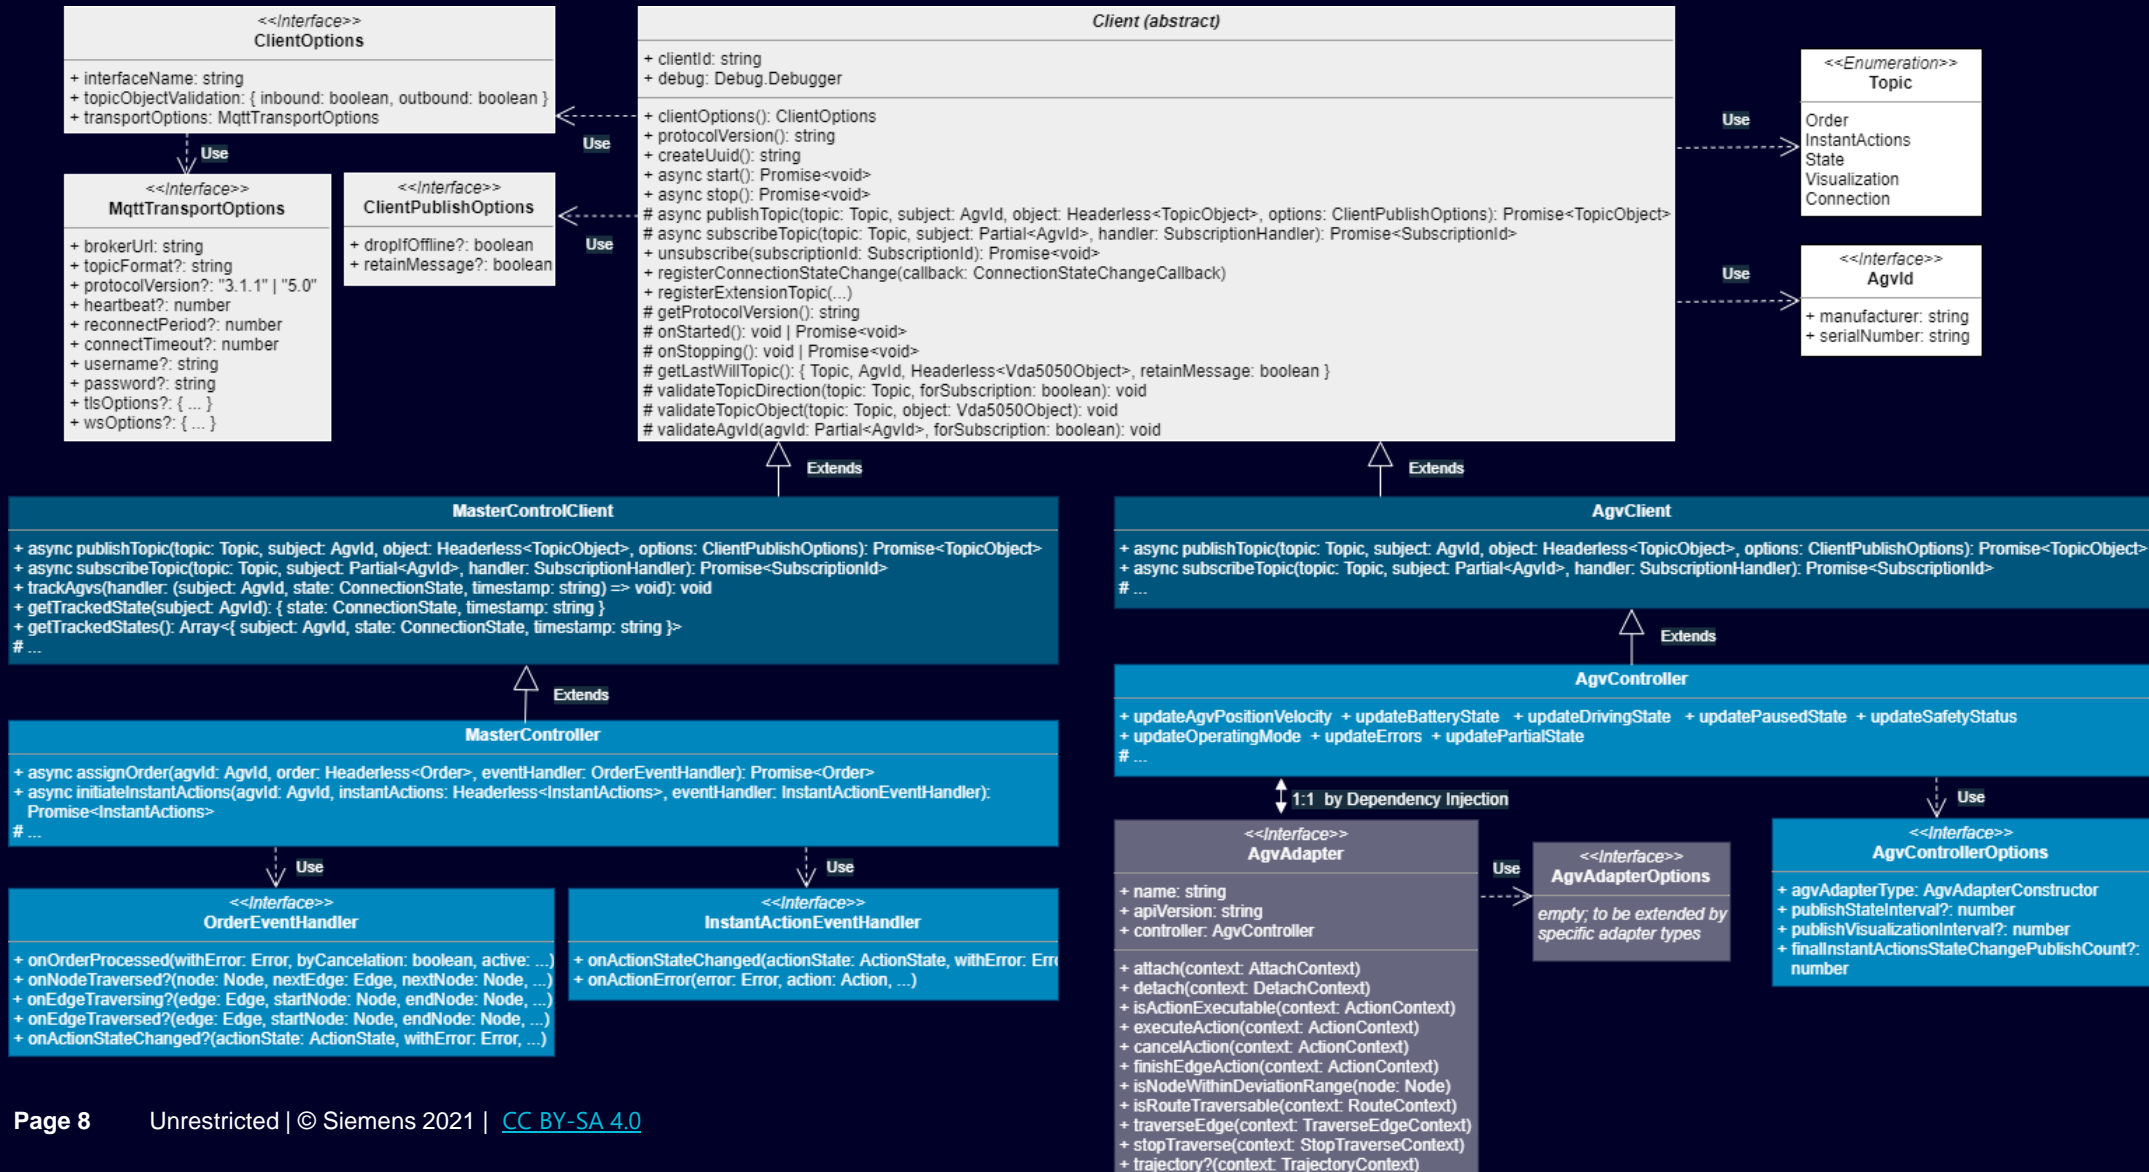 <<Interface>>
ClientOptions
+ interfaceName: string
+ topicObjectValidation: { inbound: boolean, outbound: boolean }
+ transportOptions: MqttTransportOptions
Use
<<Interface>>
MqttTransportOptions
+ brokerUrl: string
+ topicFormat?: string
+ protocolVersion?: "3.1.1" | "5.0"
+ heartbeat?: number
+ reconnectPeriod?: number
+ connectTimeout?: number
+ username?: string
+ password?: string
+ tlsOptions?: { ... }
+ wsOptions?: { ... }
<<Interface>>
ClientPublishOptions
+ dropIfOffline?: boolean
+ retainMessage?: boolean
Use
Use
Client (abstract)
+ clientId: string
+ debug: Debug.Debugger
+ clientOptions(): ClientOptions
+ protocolVersion(): string
+ createUuid(): string
+ async start(): Promise<void>
+ async stop(): Promise<void>
# async publishTopic(topic: Topic, subject: AgvId, object: Headerless<TopicObject>, options: ClientPublishOptions): Promise<TopicObject>
# async subscribeTopic(topic: Topic, subject: Partial<AgvId>, handler: SubscriptionHandler): Promise<SubscriptionId>
+ unsubscribe(subscriptionId: SubscriptionId): Promise<void>
+ registerConnectionStateChange(callback: ConnectionStateChangeCallback)
+ registerExtensionTopic(...)
# getProtocolVersion(): string
# onStarted(): void | Promise<void>
# onStopping(): void | Promise<void>
# getLastWillTopic(): { Topic, AgvId, Headerless<Vda5050Object>, retainMessage: boolean }
# validateTopicDirection(topic: Topic, forSubscription: boolean): void
# validateTopicObject(topic: Topic, object: Vda5050Object): void
# validateAgvId(agvId: Partial<AgvId>, forSubscription: boolean): void
Use
<<Enumeration>>
Topic
Order
InstantActions
State
Visualization
Connection
Use
<<Interface>>
AgvId
+ manufacturer: string
+ serialNumber: string
Extends
Extends
MasterControlClient
+ async publishTopic(topic: Topic, subject: AgvId, object: Headerless<TopicObject>, options: ClientPublishOptions): Promise<TopicObject>
+ async subscribeTopic(topic: Topic, subject: Partial<AgvId>, handler: SubscriptionHandler): Promise<SubscriptionId>
+ trackAgvs(handler: (subject: AgvId, state: ConnectionState, timestamp: string) => void): void
+ getTrackedState(subject: AgvId): { state: ConnectionState, timestamp: string }
+ getTrackedStates(): Array<{ subject: AgvId, state: ConnectionState, timestamp: string }>
# ...
Extends
MasterController
+ async assignOrder(agvId: AgvId, order: Headerless<Order>, eventHandler: OrderEventHandler): Promise<Order>
+ async initiateInstantActions(agvId: AgvId, instantActions: Headerless<InstantActions>, eventHandler: InstantActionEventHandler):
Promise<InstantActions>
# ...
Use
Use
<<Interface>>
OrderEventHandler
+ onOrderProcessed(withError: Error, byCancelation: boolean, active: ...)
+ onNodeTraversed?(node: Node, nextEdge: Edge, nextNode: Node, ...)
+ onEdgeTraversing?(edge: Edge, startNode: Node, endNode: Node, ...)
+ onEdgeTraversed?(edge: Edge, startNode: Node, endNode: Node, ...)
+ onActionStateChanged?(actionState: ActionState, withError: Error, ...)
<<Interface>>
InstantActionEventHandler
+ onActionStateChanged(actionState: ActionState, withError: Erro
+ onActionError(error: Error, action: Action, ...)
AgvClient
+ async publishTopic(topic: Topic, subject: AgvId, object: Headerless<TopicObject>, options: ClientPublishOptions): Promise<TopicObject>
+ async subscribeTopic(topic: Topic, subject: Partial<AgvId>, handler: SubscriptionHandler): Promise<SubscriptionId>
# ...
Extends
AgvController
+ updateAgvPositionVelocity + updateBatteryState + updateDrivingState + updatePausedState + updateSafetyStatus
+ updateOperatingMode + updateErrors + updatePartialState
# ...
1:1 by Dependency Injection
Use
<<Interface>>
AgvAdapter
+ name: string
+ apiVersion: string
+ controller: AgvController
+ attach(context: AttachContext)
+ detach(context: DetachContext)
+ isActionExecutable(context: ActionContext)
+ executeAction(context: ActionContext)
+ cancelAction(context: ActionContext)
+ finishEdgeAction(context: ActionContext)
+ isNodeWithinDeviationRange(node: Node)
+ isRouteTraversable(context: RouteContext)
+ traverseEdge(context: TraverseEdgeContext)
+ stopTraverse(context: StopTraverseContext)
+ trajectory?(context: TrajectoryContext)
Use
<<Interface>>
AgvAdapterOptions
empty; to be extended by
specific adapter types
<<Interface>>
AgvControllerOptions
+ agvAdapterType: AgvAdapterConstructor
+ publishStateInterval?: number
+ publishVisualizationInterval?: number
+ finalInstantActionsStateChangePublishCount?:
number
Page 8 Unrestricted | © Siemens 2021 | CC BY-SA 4.0